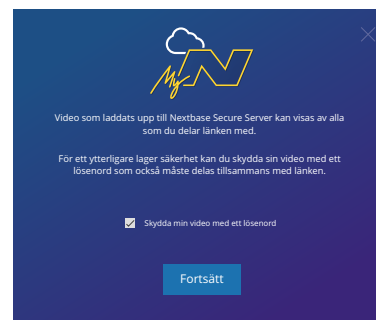 My N
Video som laddats upp till Nextbase Secure Server kan visas av alla
som du delar länken med.
För ett ytterligare lager säkerhet kan du skydda sin video med ett
lösenord som också måste delas tillsammans med länken.
Skydda min video med ett lösenord
Fortsätt